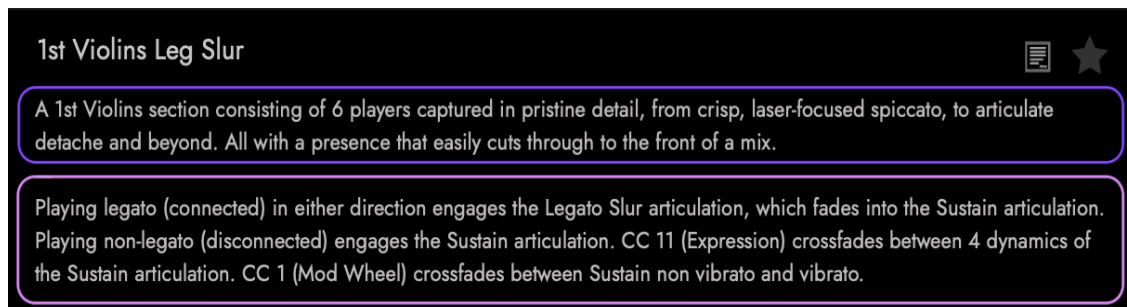 1st Violins Leg Slur
A 1st Violins section consisting of 6 players captured in pristine detail, from crisp, laser-focused spiccato, to articulate
detache and beyond. All with a presence that easily cuts through to the front of a mix.
Playing legato (connected) in either direction engages the Legato Slur articulation, which fades into the Sustain articulation.
Playing non-legato (disconnected) engages the Sustain articulation. CC 11 (Expression) crossfades between 4 dynamics of
the Sustain articulation. CC 1 (Mod Wheel) crossfades between Sustain non vibrato and vibrato.